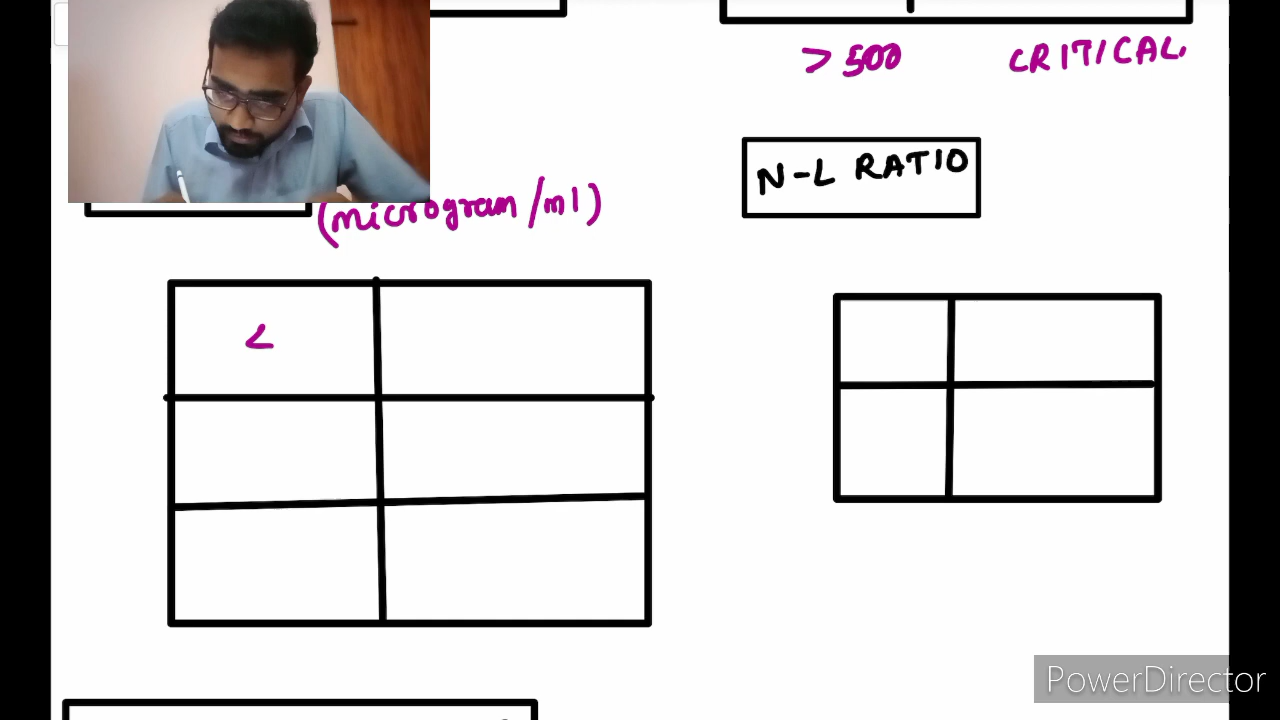 > 500 CRITICAL.
N-L RATIO
(microgram/ml)
<
PowerDirector